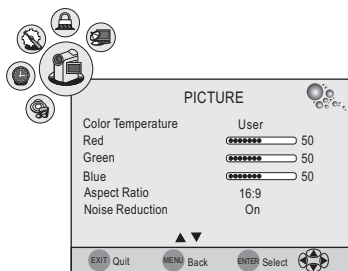 PICTURE
Color Temperature User
Red 50
Green 50
Blue 50
Aspect Ratio 16:9
Noise Reduction On
EXIT Quit MENU Back ENTER Select